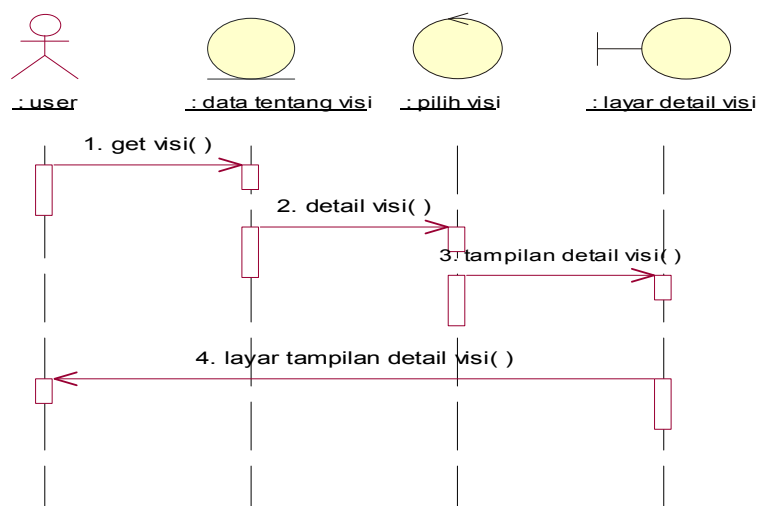 : user
: data tentang visi
: pilih visi
: layar detail visi
1. get visi( )
2. detail visi( )
3. tampilan detail visi( )
4. layar tampilan detail visi( )